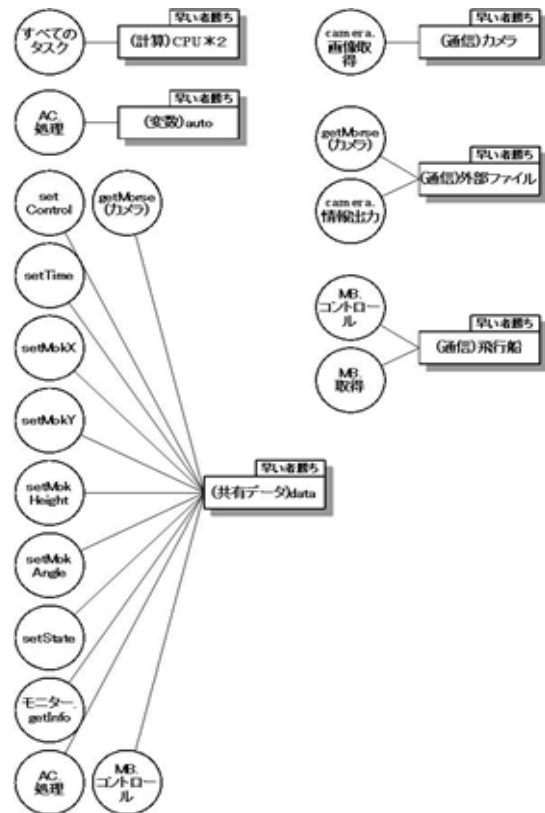 すべての
タスク
早い者勝ち
(計算)CPU*2
AC.
処理
早い者勝ち
(変数)auto
set
Control
getMorse
(カメラ)
setTime
setMokX
setMokY
setMok
Height
setMok
Angle
setState
モニター.
getInfo
AC.
処理
MB.
コントロー
ル
早い者勝ち
(共有データ)data
camera.
画像取
得
早い者勝ち
(通信)カメラ
getMorse
(カメラ)
camera.
情報出力
早い者勝ち
(通信)外部ファイル
MB.
コントロー
ル
MB.
取得
早い者勝ち
(通信)飛行船